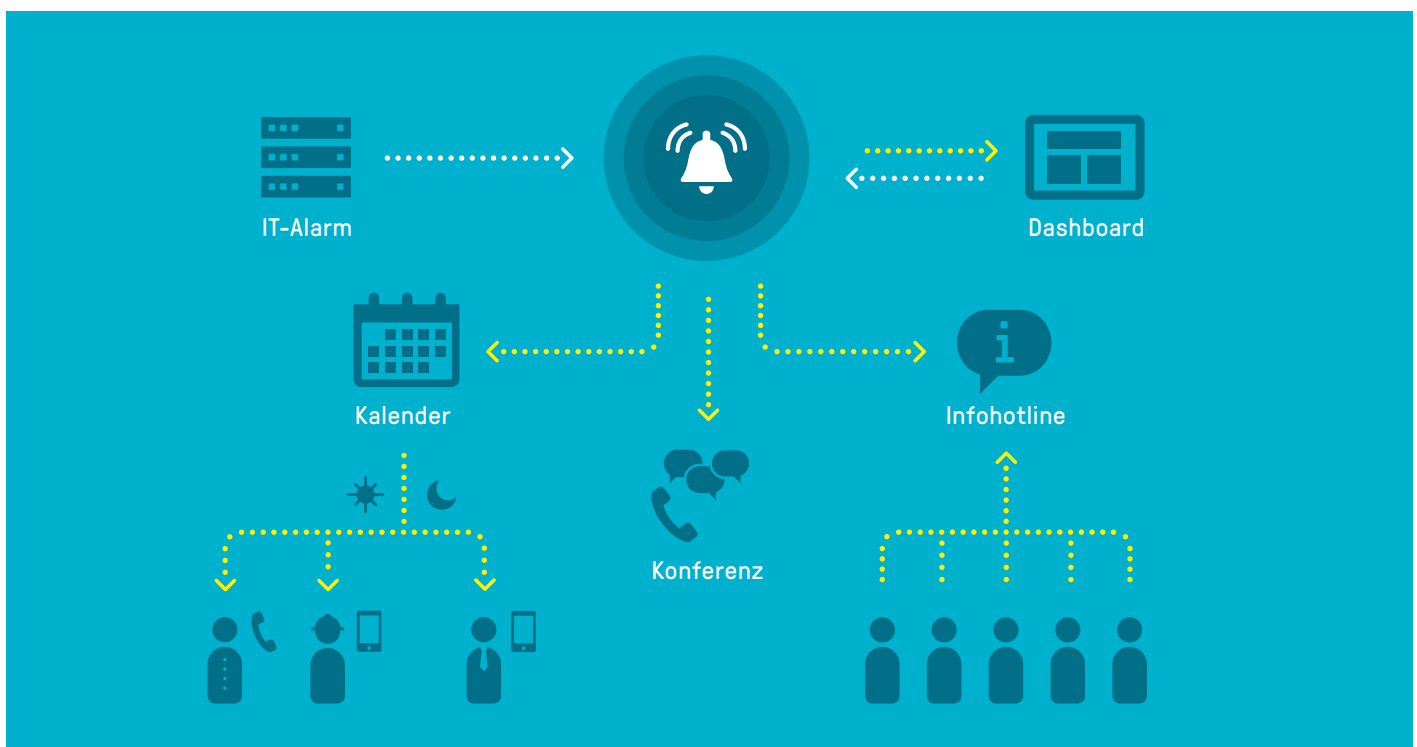 IT-Alarm
Dashboard
Kalender
Infohotline
Konferenz